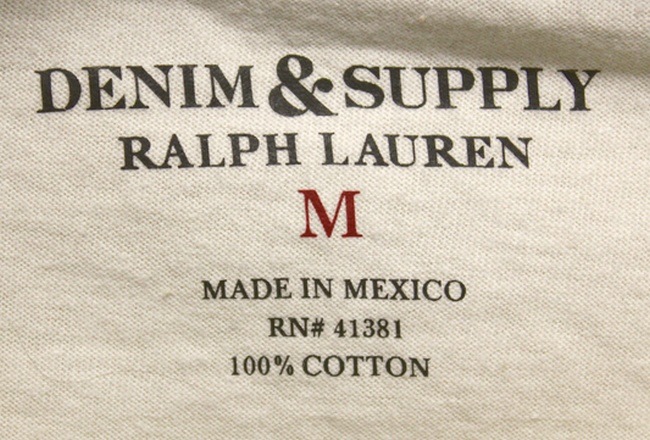 DENIM & SUPPLY
RALPH LAUREN
M
MADE IN MEXICO
RN# 41381
100% COTTON